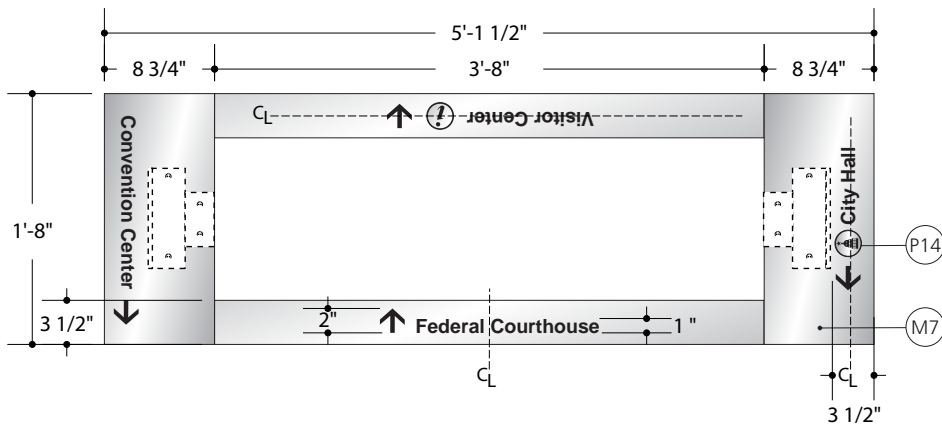 5'-1 1/2"
8 3/4" 3'-8" 8 3/4"
CL i Visitor Center
Convention Center
City Hall
1'-8"
P14
3 1/2"
2" Federal Courthouse 1 "
M7
CL CL
3 1/2"